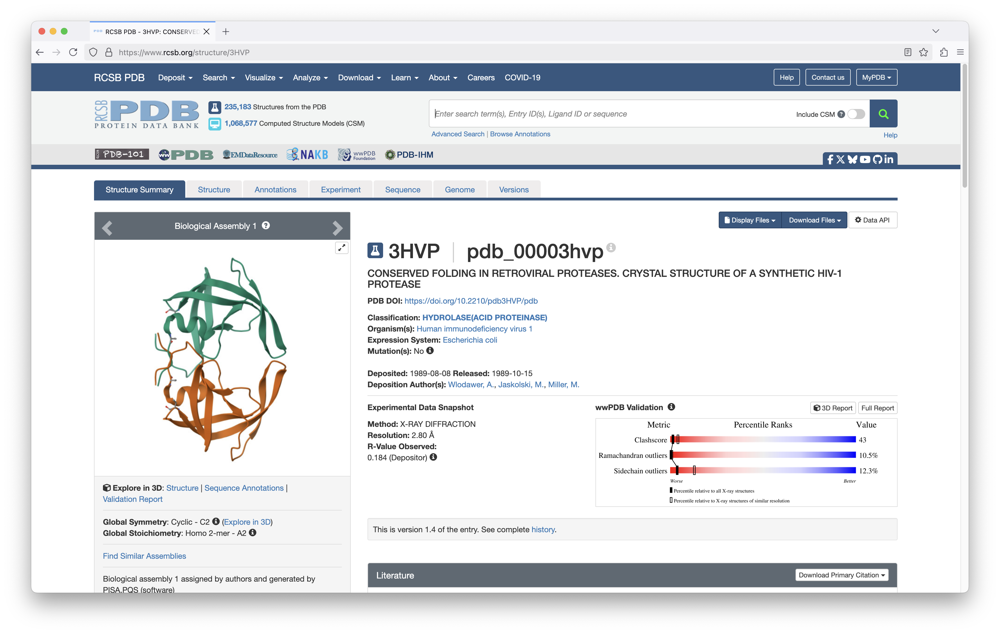 RCSB PDB - 3HVP: CONSERVED
https://www.rcsb.org/structure/3HVP
RCSB PDB Deposit Search Visualize Analyze Download Learn About Careers COVID-19 Help Contact us MyPDB
RCSB PDB
PROTEIN DATA BANK
235,183 Structures from the PDB
1,068,577 Computed Structure Models (CSM)
Enter search term(s), Entry ID(s), Ligand ID or sequence Include CSM
Advanced Search | Browse Annotations Help
RCSB PDB-101 wwPDB EMDataResource NAKB wwPDB Foundation PDB-IHM
Structure Summary Structure Annotations Experiment Sequence Genome Versions
Biological Assembly 1
Display Files Download Files Data API
3HVP | pdb_00003hvp
CONSERVED FOLDING IN RETROVIRAL PROTEASES. CRYSTAL STRUCTURE OF A SYNTHETIC HIV-1
PROTEASE
PDB DOI: https://doi.org/10.2210/pdb3HVP/pdb
Classification: HYDROLASE(ACID PROTEINASE)
Organism(s): Human immunodeficiency virus 1
Expression System: Escherichia coli
Mutation(s): No
Deposited: 1989-08-08 Released: 1989-10-15
Deposition Author(s): Wlodawer, A., Jaskolski, M., Miller, M.
Experimental Data Snapshot
Method: X-RAY DIFFRACTION
Resolution: 2.80 Å
R-Value Observed:
0.184 (Depositor)
wwPDB Validation 3D Report Full Report
Metric Percentile Ranks Value
Clashscore 43
Ramachandran outliers 10.5%
Sidechain outliers 12.3%
Worse Better
Percentile relative to all X-ray structures
Percentile relative to X-ray structures of similar resolution
Explore in 3D: Structure | Sequence Annotations |
Validation Report
Global Symmetry: Cyclic - C2 (Explore in 3D)
Global Stoichiometry: Homo 2-mer - A2
Find Similar Assemblies
Biological assembly 1 assigned by authors and generated by
PISA,PQS (software)
This is version 1.4 of the entry. See complete history.
Literature Download Primary Citation